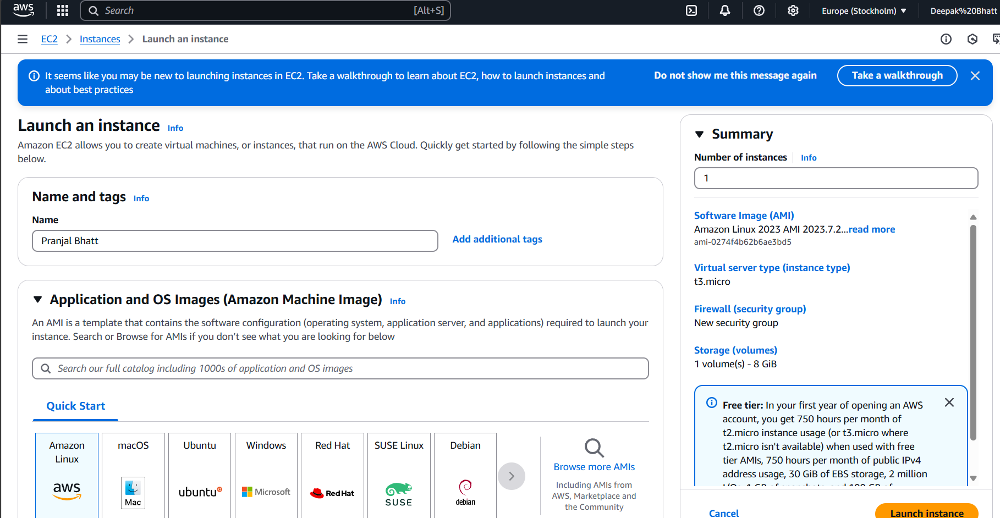 aws
Search
[Alt+S]
Europe (Stockholm)
Deepak%20Bhatt
EC2
Instances
Launch an instance
It seems like you may be new to launching instances in EC2. Take a walkthrough to learn about EC2, how to launch instances and
about best practices
Do not show me this message again
Take a walkthrough
Launch an instance
Info
Amazon EC2 allows you to create virtual machines, or instances, that run on the AWS Cloud. Quickly get started by following the simple steps
below.
Name and tags
Info
Name
Pranjal Bhatt
Add additional tags
Application and OS Images (Amazon Machine Image)
Info
An AMI is a template that contains the software configuration (operating system, application server, and applications) required to launch your
instance. Search or Browse for AMIs if you don’t see what you are looking for below
Search our full catalog including 1000s of application and OS images
Quick Start
Amazon
Linux
aws
macOS
Mac
Ubuntu
ubuntu
Windows
Microsoft
Red Hat
Red Hat
SUSE Linux
SUSE
Debian
debian
Browse more AMIs
Including AMIs from
AWS, Marketplace and
the Community
Summary
Number of instances
Info
1
Software Image (AMI)
Amazon Linux 2023 AMI 2023.7.2...read more
ami-0274f4b62b6ae3bd5
Virtual server type (instance type)
t3.micro
Firewall (security group)
New security group
Storage (volumes)
1 volume(s) - 8 GiB
Free tier: In your first year of opening an AWS
account, you get 750 hours per month of
t2.micro instance usage (or t3.micro where
t2.micro isn't available) when used with free
tier AMIs, 750 hours per month of public IPv4
address usage, 30 GiB of EBS storage, 2 million
Cancel
Launch instance